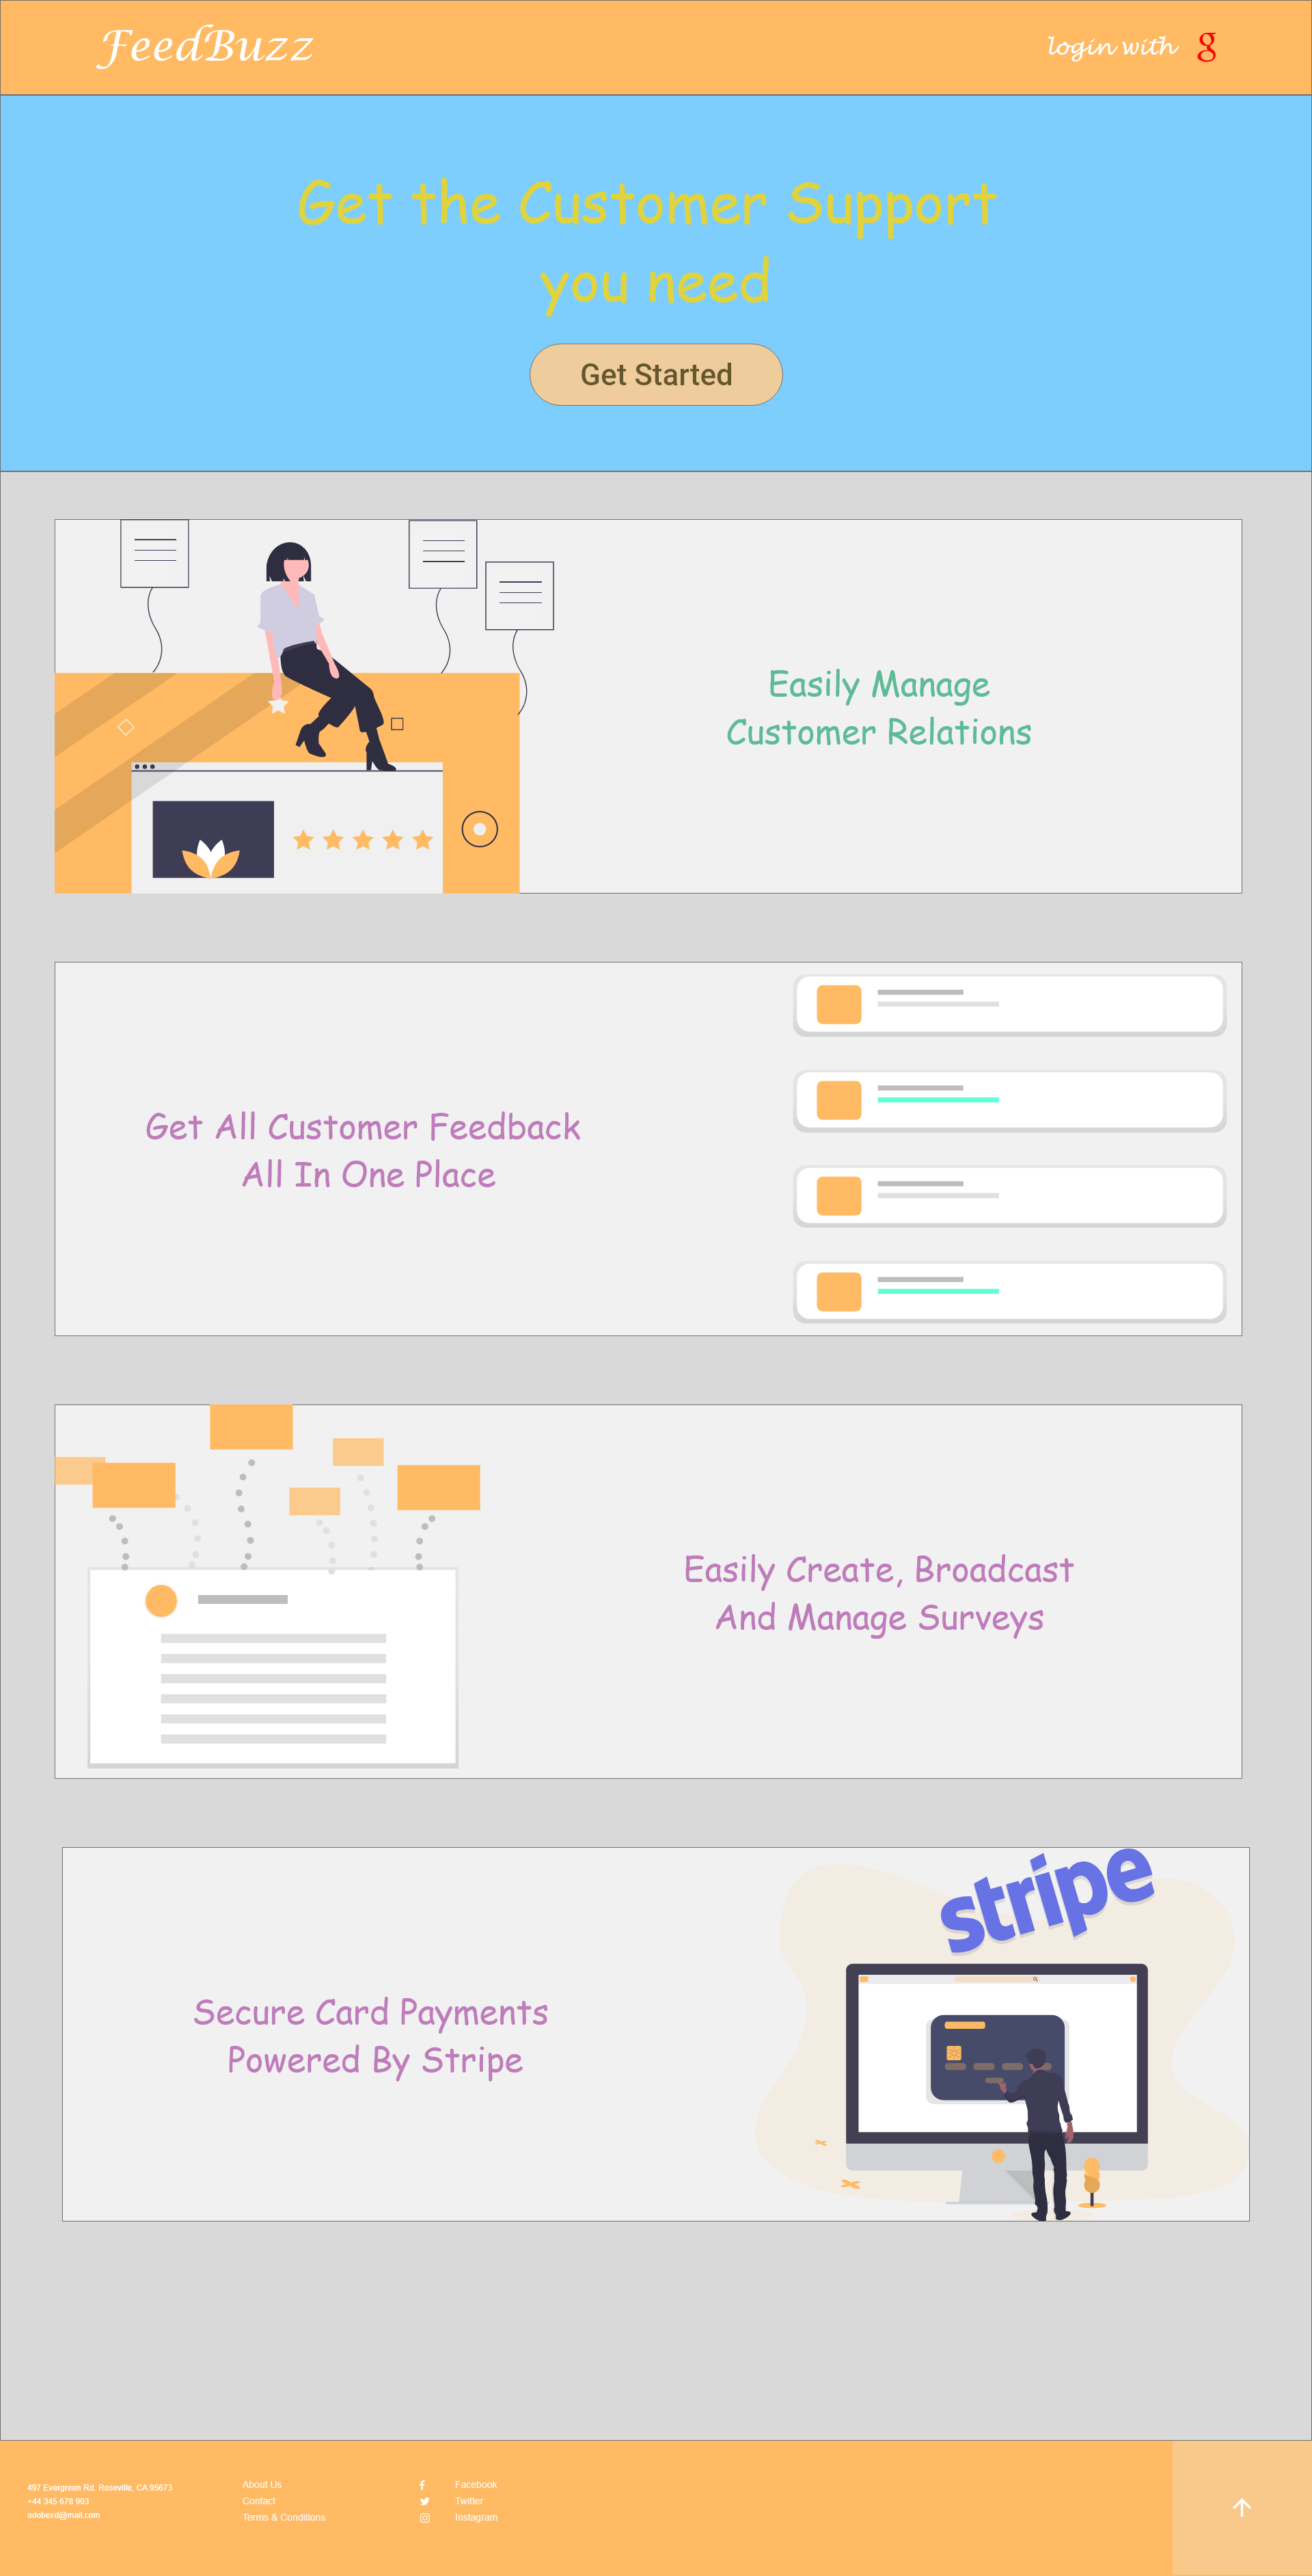 FeedBuzz
login with g
Get the Customer Support
you need
Get Started
Easily Manage
Customer Relations
Get All Customer Feedback
All In One Place
Easily Create, Broadcast
And Manage Surveys
stripe
Secure Card Payments
Powered By Stripe
497 Evergreen Rd. Roseville, CA 95673
+44 345 678 903
adobexd@mail.com
About Us
Contact
Terms & Conditions
Facebook
Twitter
Instagram